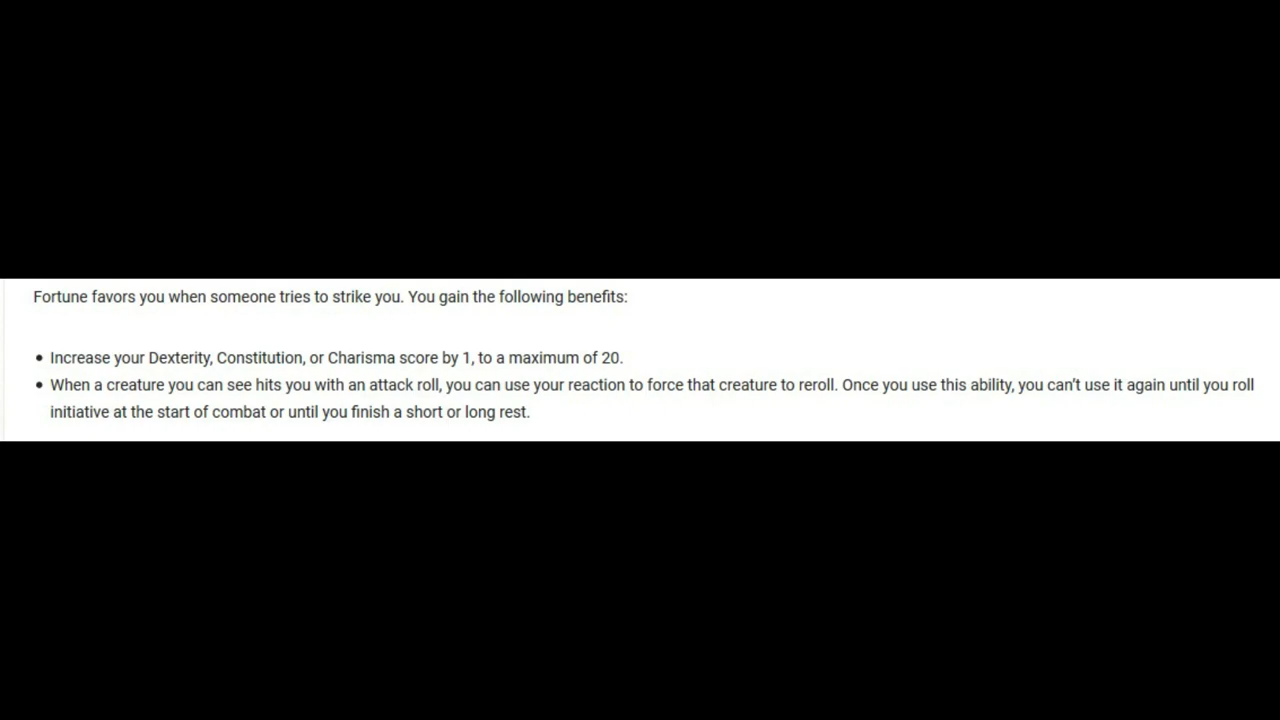 Fortune favors you when someone tries to strike you. You gain the following benefits:
• Increase your Dexterity, Constitution, or Charisma score by 1, to a maximum of 20.
• When a creature you can see hits you with an attack roll, you can use your reaction to force that creature to reroll. Once you use this ability, you can't use it again until you roll
initiative at the start of combat or until you finish a short or long rest.